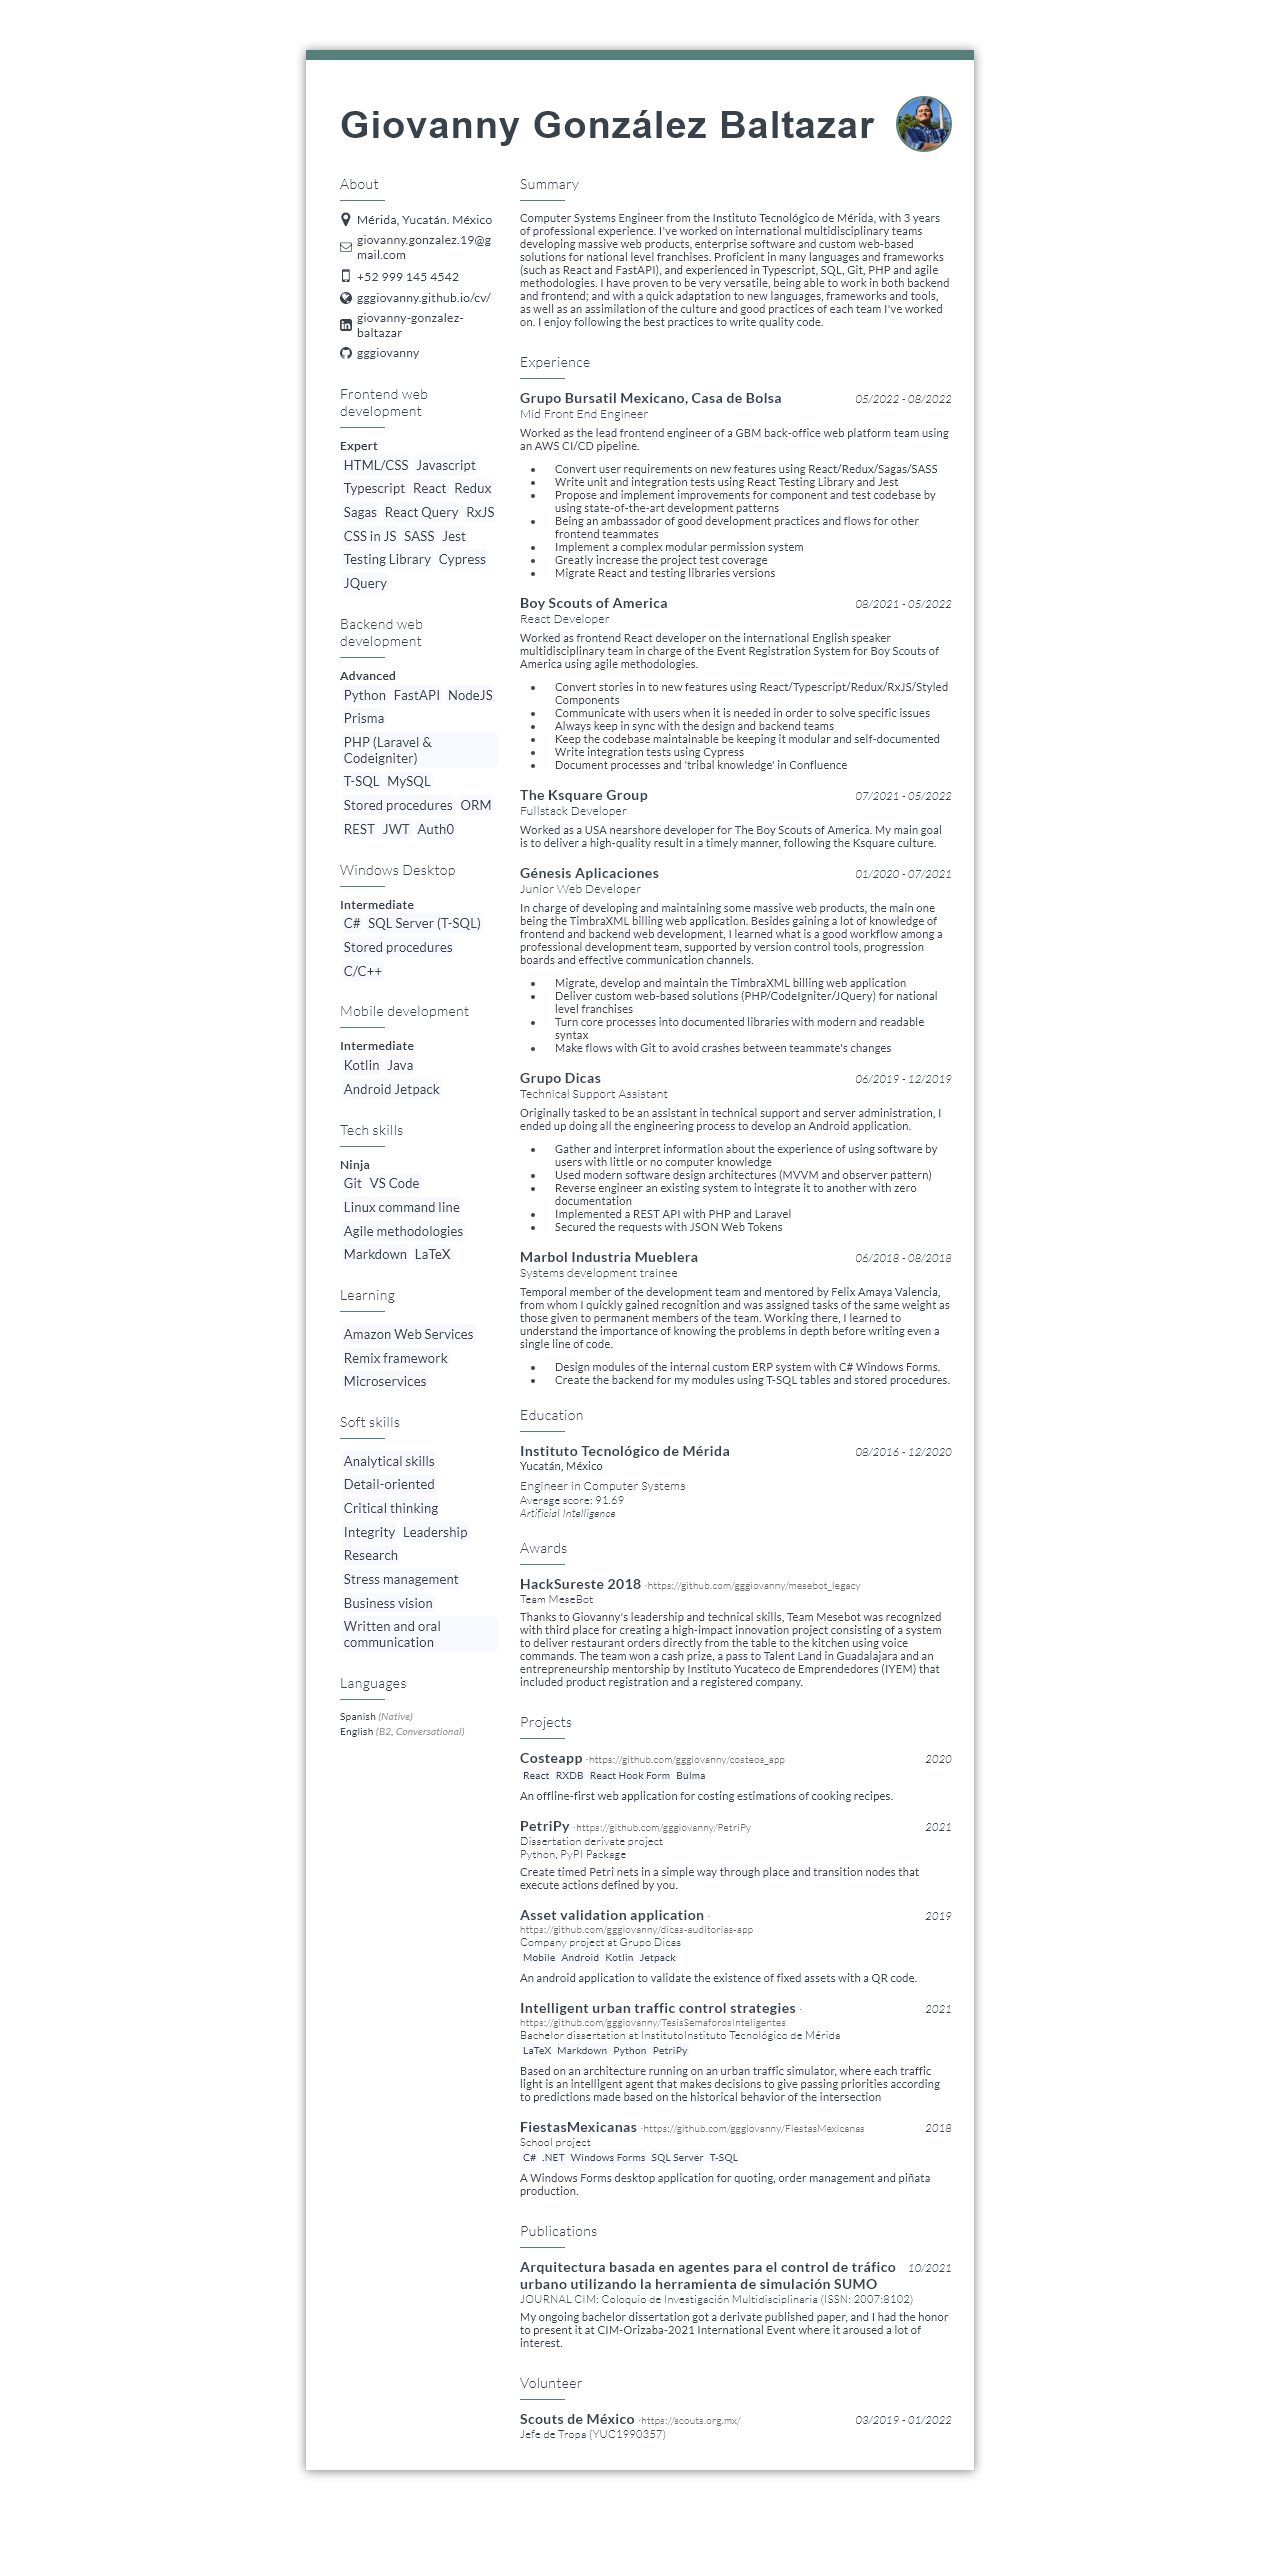 Giovanny González Baltazar
About
Mérida, Yucatán. México
giovanny.gonzalez.19@g
mail.com
+52 999 145 4542
gggiovanny.github.io/cv/
giovanny-gonzalez-
baltazar
gggiovanny
Frontend web
development
Expert
HTML/CSS Javascript
Typescript React Redux
Sagas React Query RxJS
CSS in JS SASS Jest
Testing Library Cypress
JQuery
Backend web
development
Advanced
Python FastAPI NodeJS
Prisma
PHP (Laravel &
Codeigniter)
T-SQL MySQL
Stored procedures ORM
REST JWT Auth0
Windows Desktop
Intermediate
C# SQL Server (T-SQL)
Stored procedures
C/C++
Mobile development
Intermediate
Kotlin Java
Android Jetpack
Tech skills
Ninja
Git VS Code
Linux command line
Agile methodologies
Markdown LaTeX
Learning
Amazon Web Services
Remix framework
Microservices
Soft skills
Analytical skills
Detail-oriented
Critical thinking
Integrity Leadership
Research
Stress management
Business vision
Written and oral
communication
Languages
Spanish (Native)
English (B2, Conversational)
Summary
Computer Systems Engineer from the Instituto Tecnológico de Mérida, with 3 years
of professional experience. I've worked on international multidisciplinary teams
developing massive web products, enterprise software and custom web-based
solutions for national level franchises. Proficient in many languages and frameworks
(such as React and FastAPI), and experienced in Typescript, SQL, Git, PHP and agile
methodologies. I have proven to be very versatile, being able to work in both backend
and frontend; and with a quick adaptation to new languages, frameworks and tools,
as well as an assimilation of the culture and good practices of each team I've worked
on. I enjoy following the best practices to write quality code.
Experience
Grupo Bursatil Mexicano, Casa de Bolsa 05/2022 - 08/2022
Mid Front End Engineer
Worked as the lead frontend engineer of a GBM back-office web platform team using
an AWS CI/CD pipeline.
• Convert user requirements on new features using React/Redux/Sagas/SASS
• Write unit and integration tests using React Testing Library and Jest
• Propose and implement improvements for component and test codebase by
using state-of-the-art development patterns
• Being an ambassador of good development practices and flows for other
frontend teammates
• Implement a complex modular permission system
• Greatly increase the project test coverage
• Migrate React and testing libraries versions
Boy Scouts of America 08/2021 - 05/2022
React Developer
Worked as frontend React developer on the international English speaker
multidisciplinary team in charge of the Event Registration System for Boy Scouts of
America using agile methodologies.
• Convert stories in to new features using React/Typescript/Redux/RxJS/Styled
Components
• Communicate with users when it is needed in order to solve specific issues
• Always keep in sync with the design and backend teams
• Keep the codebase maintainable be keeping it modular and self-documented
• Write integration tests using Cypress
• Document processes and 'tribal knowledge' in Confluence
The Ksquare Group 07/2021 - 05/2022
Fullstack Developer
Worked as a USA nearshore developer for The Boy Scouts of America. My main goal
is to deliver a high-quality result in a timely manner, following the Ksquare culture.
Génesis Aplicaciones 01/2020 - 07/2021
Junior Web Developer
In charge of developing and maintaining some massive web products, the main one
being the TimbraXML billing web application. Besides gaining a lot of knowledge of
frontend and backend web development, I learned what is a good workflow among a
professional development team, supported by version control tools, progression
boards and effective communication channels.
• Migrate, develop and maintain the TimbraXML billing web application
• Deliver custom web-based solutions (PHP/CodeIgniter/JQuery) for national
level franchises
• Turn core processes into documented libraries with modern and readable
syntax
• Make flows with Git to avoid crashes between teammate's changes
Grupo Dicas 06/2019 - 12/2019
Technical Support Assistant
Originally tasked to be an assistant in technical support and server administration, I
ended up doing all the engineering process to develop an Android application.
• Gather and interpret information about the experience of using software by
users with little or no computer knowledge
• Used modern software design architectures (MVVM and observer pattern)
• Reverse engineer an existing system to integrate it to another with zero
documentation
• Implemented a REST API with PHP and Laravel
• Secured the requests with JSON Web Tokens
Marbol Industria Mueblera 06/2018 - 08/2018
Systems development trainee
Temporal member of the development team and mentored by Felix Amaya Valencia,
from whom I quickly gained recognition and was assigned tasks of the same weight as
those given to permanent members of the team. Working there, I learned to
understand the importance of knowing the problems in depth before writing even a
single line of code.
• Design modules of the internal custom ERP system with C# Windows Forms.
• Create the backend for my modules using T-SQL tables and stored procedures.
Education
Instituto Tecnológico de Mérida 08/2016 - 12/2020
Yucatán, México
Engineer in Computer Systems
Average score: 91.69
Artificial Intelligence
Awards
HackSureste 2018 ·https://github.com/gggiovanny/mesebot_legacy
Team MeseBot
Thanks to Giovanny's leadership and technical skills, Team Mesebot was recognized
with third place for creating a high-impact innovation project consisting of a system
to deliver restaurant orders directly from the table to the kitchen using voice
commands. The team won a cash prize, a pass to Talent Land in Guadalajara and an
entrepreneurship mentorship by Instituto Yucateco de Emprendedores (IYEM) that
included product registration and a registered company.
Projects
Costeapp ·https://github.com/gggiovanny/costeos_app 2020
React RXDB React Hook Form Bulma
An offline-first web application for costing estimations of cooking recipes.
PetriPy ·https://github.com/gggiovanny/PetriPy 2021
Dissertation derivate project
Python, PyPI Package
Create timed Petri nets in a simple way through place and transition nodes that
execute actions defined by you.
Asset validation application · 2019
https://github.com/gggiovanny/dicas-auditorias-app
Company project at Grupo Dicas
Mobile Android Kotlin Jetpack
An android application to validate the existence of fixed assets with a QR code.
Intelligent urban traffic control strategies · 2021
https://github.com/gggiovanny/TesisSemaforosInteligentes
Bachelor dissertation at InstitutoInstituto Tecnológico de Mérida
LaTeX Markdown Python PetriPy
Based on an architecture running on an urban traffic simulator, where each traffic
light is an intelligent agent that makes decisions to give passing priorities according
to predictions made based on the historical behavior of the intersection
FiestasMexicanas ·https://github.com/gggiovanny/FiestasMexicanas 2018
School project
C# .NET Windows Forms SQL Server T-SQL
A Windows Forms desktop application for quoting, order management and piñata
production.
Publications
Arquitectura basada en agentes para el control de tráfico 10/2021
urbano utilizando la herramienta de simulación SUMO
JOURNAL CIM: Coloquio de Investigación Multidisciplinaria (ISSN: 2007:8102)
My ongoing bachelor dissertation got a derivate published paper, and I had the honor
to present it at CIM-Orizaba-2021 International Event where it aroused a lot of
interest.
Volunteer
Scouts de México ·https://scouts.org.mx/ 03/2019 - 01/2022
Jefe de Tropa (YUC1990357)